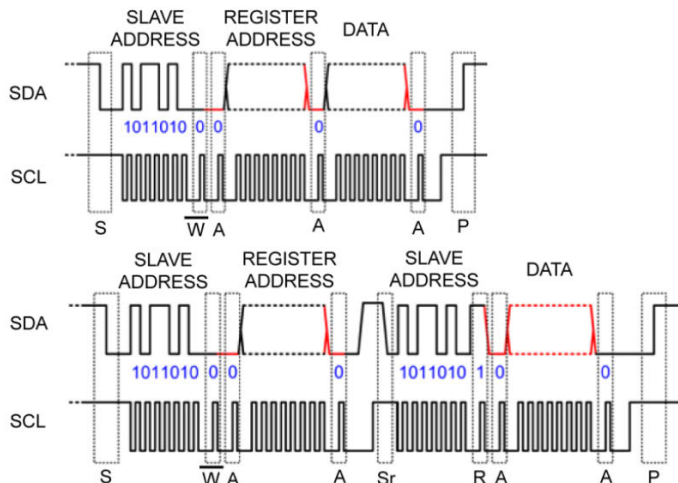 SLAVE ADDRESS REGISTER ADDRESS DATA
SDA
1011010 0 0 0 0
SCL
S W A A A P
SLAVE ADDRESS REGISTER ADDRESS SLAVE ADDRESS DATA
SDA
1011010 0 0 0 1011010 1 0 0
SCL
S W A A Sr R A A P